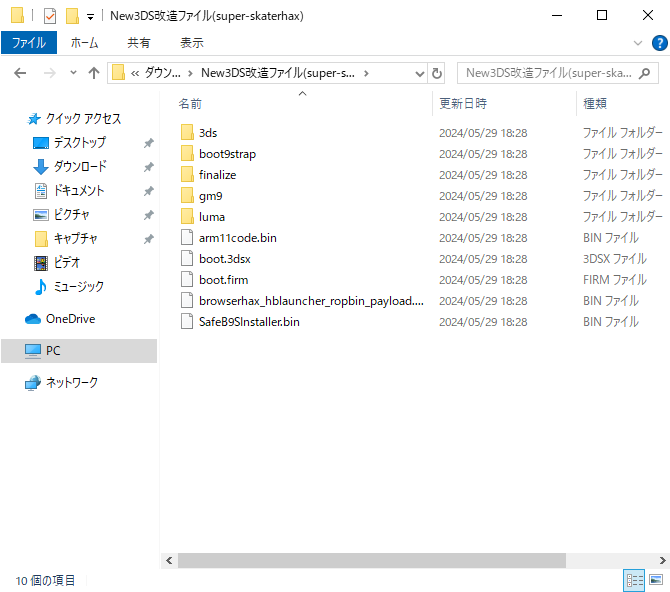 New3DS改造ファイル(super-skaterhax)
ファイル ホーム 共有 表示
« ダウン... › New3DS改造ファイル(super-s... › New3DS改造ファイル(super-ska...
名前 更新日時 種類
クイック アクセス
デスクトップ
ダウンロード
ドキュメント
ピクチャ
キャプチャ
ビデオ
ミュージック
OneDrive
PC
ネットワーク
3ds 2024/05/29 18:28 ファイル フォルダー
boot9strap 2024/05/29 18:28 ファイル フォルダー
finalize 2024/05/29 18:28 ファイル フォルダー
gm9 2024/05/29 18:28 ファイル フォルダー
luma 2024/05/29 18:28 ファイル フォルダー
arm11code.bin 2024/05/29 18:28 BIN ファイル
boot.3dsx 2024/05/29 18:28 3DSX ファイル
boot.firm 2024/05/29 18:28 FIRM ファイル
browserhax_hblauncher_ropbin_payload.... 2024/05/29 18:28 BIN ファイル
SafeB9SInstaller.bin 2024/05/29 18:28 BIN ファイル
10 個の項目